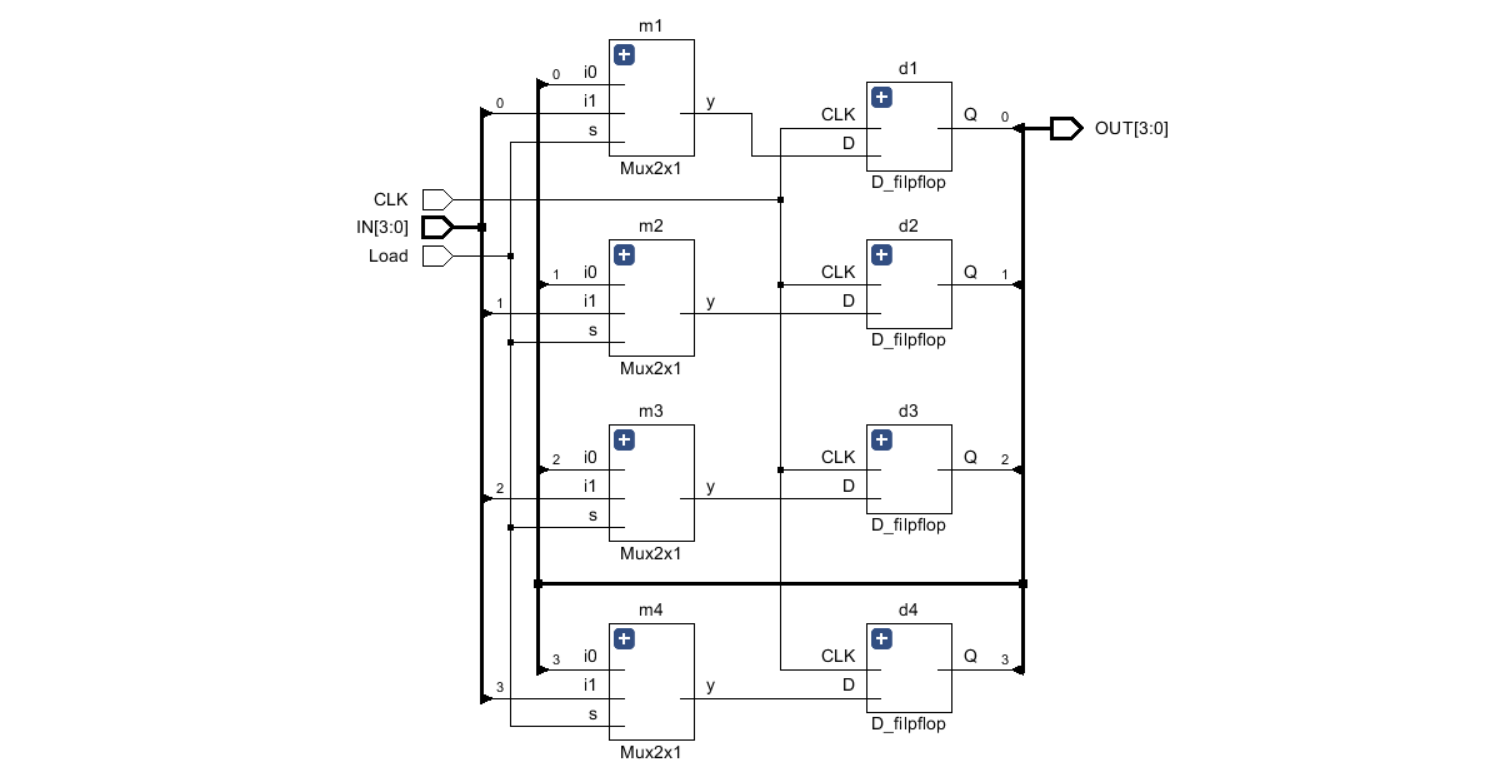 m1
0 i0
0 i1
s
y
Mux2x1
d1
CLK
D
Q 0
D_filpflop
OUT[3:0]
CLK
IN[3:0]
Load
m2
1 i0
1 i1
s
y
Mux2x1
d2
CLK
D
Q 1
D_filpflop
m3
2 i0
2 i1
s
y
Mux2x1
d3
CLK
D
Q 2
D_filpflop
m4
3 i0
3 i1
s
y
Mux2x1
d4
CLK
D
Q 3
D_filpflop